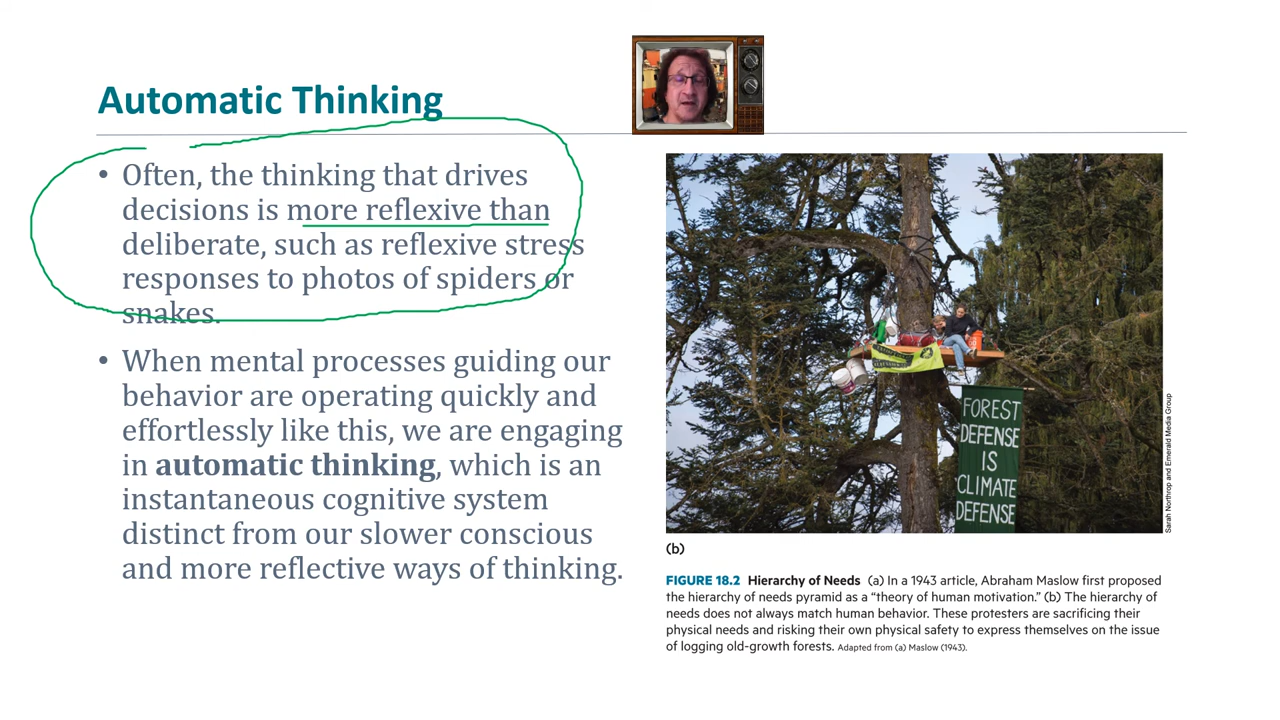 Automatic Thinking
• Often, the thinking that drives
decisions is more reflexive than
deliberate, such as reflexive stress
responses to photos of spiders or
snakes.
• When mental processes guiding our
behavior are operating quickly and
effortlessly like this, we are engaging
in automatic thinking, which is an
instantaneous cognitive system
distinct from our slower conscious
and more reflective ways of thinking.
FOREST
DEFENSE
IS
CLIMATE
DEFENSE
Sarah Northrop and Emerald Media Group
(b)
FIGURE 18.2 Hierarchy of Needs (a) In a 1943 article, Abraham Maslow first proposed
the hierarchy of needs pyramid as a “theory of human motivation.” (b) The hierarchy of
needs does not always match human behavior. These protesters are sacrificing their
physical needs and risking their own physical safety to express themselves on the issue
of logging old-growth forests. Adapted from (a) Maslow (1943).